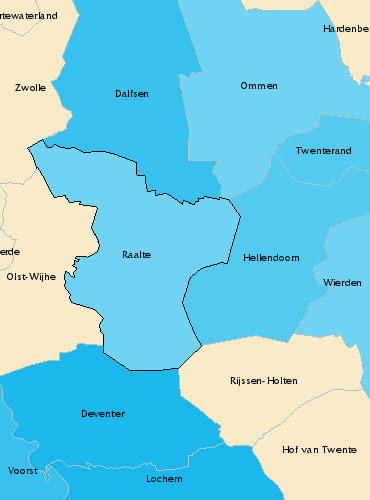 rtewaterland
Hardenbe
Zwolle
Dalfsen
Ommen
Twenterand
erde
Raalte
Hellendoorn
Olst-Wijhe
Wierden
Rijssen-Holten
Deventer
Hof van Twente
Voorst
Lochem